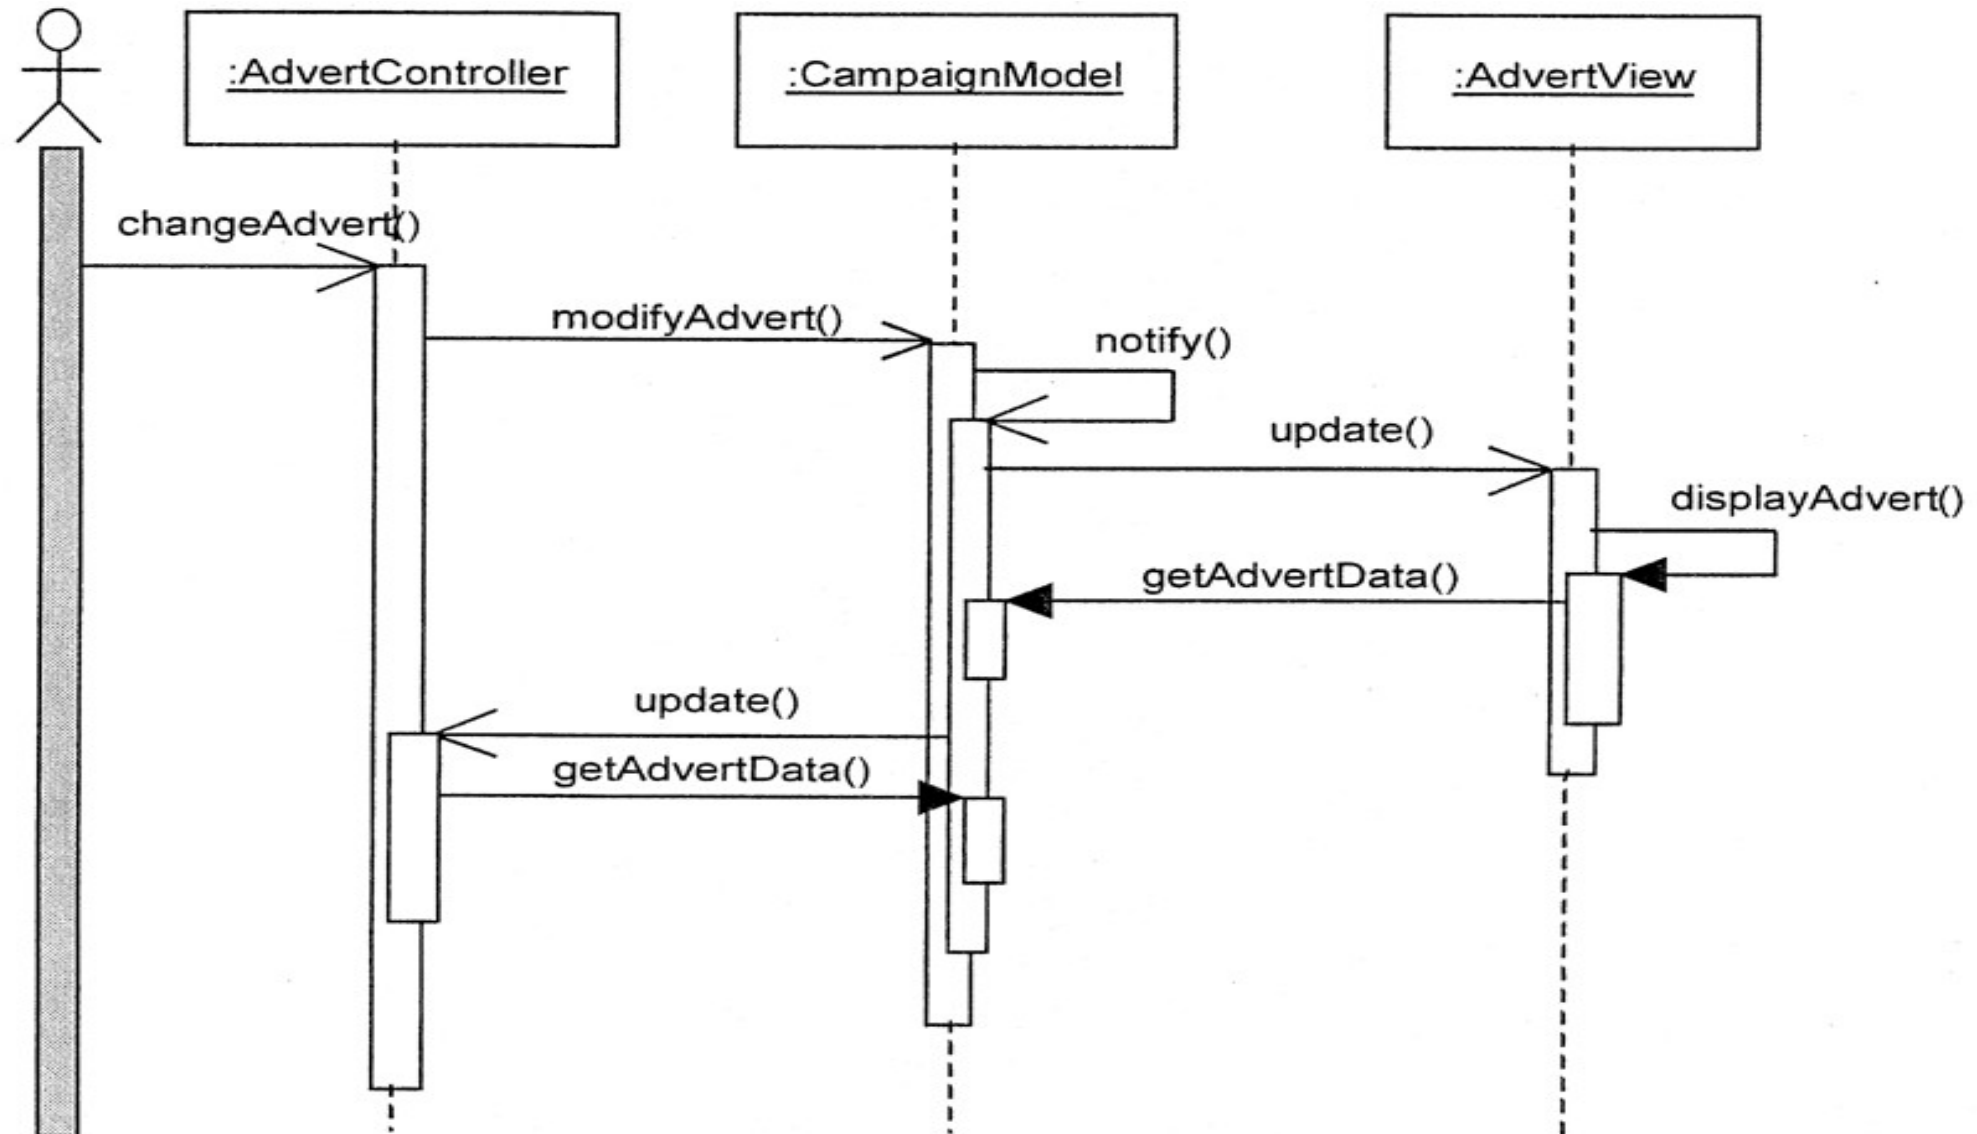 :AdvertController
:CampaignModel
:AdvertView
changeAdvert()
modifyAdvert()
notify()
update()
displayAdvert()
getAdvertData()
update()
getAdvertData()